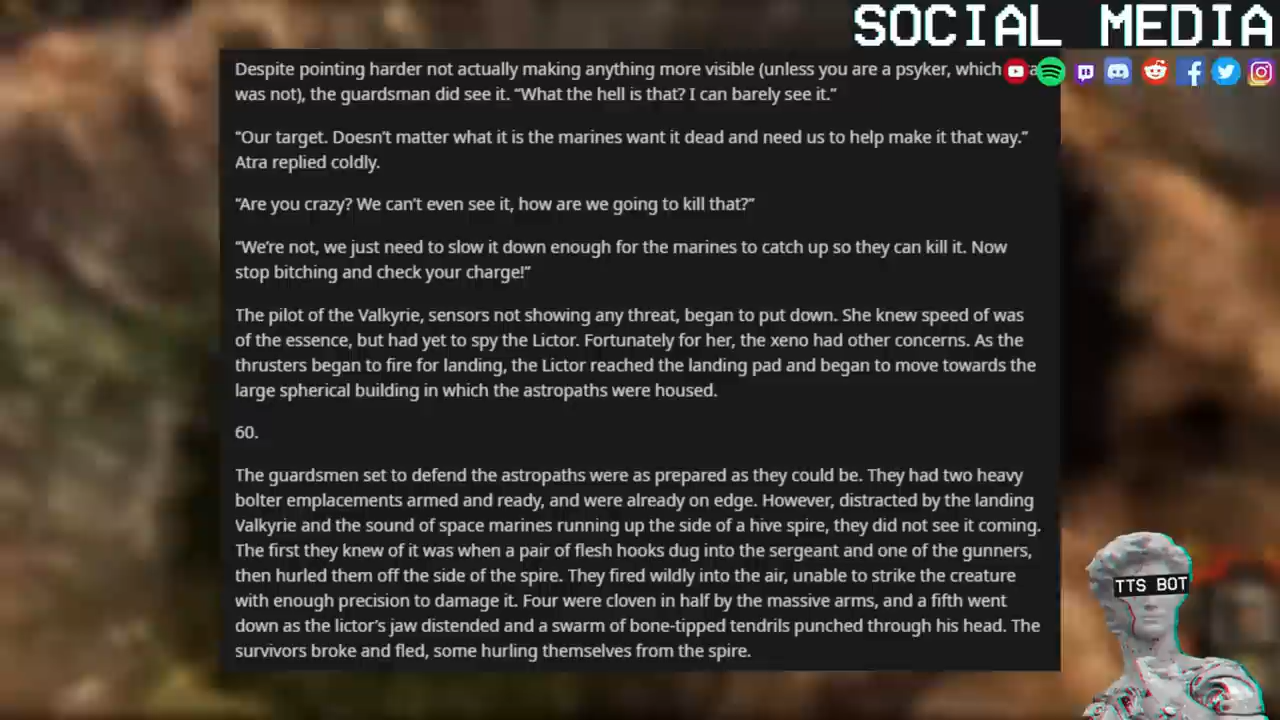 SOCIAL MEDIA
Despite pointing harder not actually making anything more visible (unless you are a psyker, which
was not), the guardsman did see it. “What the hell is that? I can barely see it.”
“Our target. Doesn’t matter what it is the marines want it dead and need us to help make it that way.”
Atra replied coldly.
“Are you crazy? We can’t even see it, how are we going to kill that?”
“We’re not, we just need to slow it down enough for the marines to catch up so they can kill it. Now
stop bitching and check your charge!”
The pilot of the Valkyrie, sensors not showing any threat, began to put down. She knew speed of was
of the essence, but had yet to spy the Lictor. Fortunately for her, the xeno had other concerns. As the
thrusters began to fire for landing, the Lictor reached the landing pad and began to move towards the
large spherical building in which the astropaths were housed.
60.
The guardsmen set to defend the astropaths were as prepared as they could be. They had two heavy
bolter emplacements armed and ready, and were already on edge. However, distracted by the landing
Valkyrie and the sound of space marines running up the side of a hive spire, they did not see it coming.
The first they knew of it was when a pair of flesh hooks dug into the sergeant and one of the gunners,
then hurled them off the side of the spire. They fired wildly into the air, unable to strike the creature
with enough precision to damage it. Four were cloven in half by the massive arms, and a fifth went
down as the lictor’s jaw distended and a swarm of bone-tipped tendrils punched through his head. The
survivors broke and fled, some hurling themselves from the spire.
TTS BOT